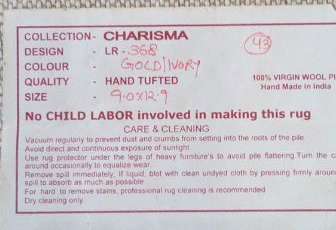 COLLECTION- CHARISMA
DESIGN - LR - 368
43
COLOUR - GOLD/IVORY
QUALITY - HAND TUFTED
100% VIRGIN WOOL PI
SIZE - 9.0X12.9
Hand Made in India
No CHILD LABOR involved in making this rug
CARE & CLEANING
Vacuum regularly to prevent dust and crumbs from setting into the roots of the pile.
Avoid direct and continuous exposure of sunlight
Use rug protector under the legs of heavy furniture's to avoid pile flattering. Turn the ca
around occasionally to equalize wear.
Remove spill immediately, If liquid; blot with clean undyed cloth by pressing firmly around
spill to absorb as much as possible
For hard to remove stains, professional rug cleaning is recommended
Dry cleaning only.